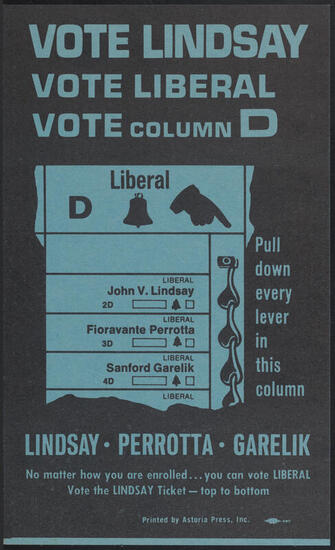 VOTE LINDSAY
VOTE LIBERAL
VOTE COLUMN D
Liberal
D
LIBERAL
John V. Lindsay
2D
LIBERAL
Fioravante Perrotta
3D
LIBERAL
Sanford Garelik
4D
LIBERAL
Pull
down
every
lever
in
this
column
LINDSAY • PERROTTA • GARELIK
No matter how you are enrolled...you can vote LIBERAL
Vote the LINDSAY Ticket — top to bottom
Printed by Astoria Press, Inc.